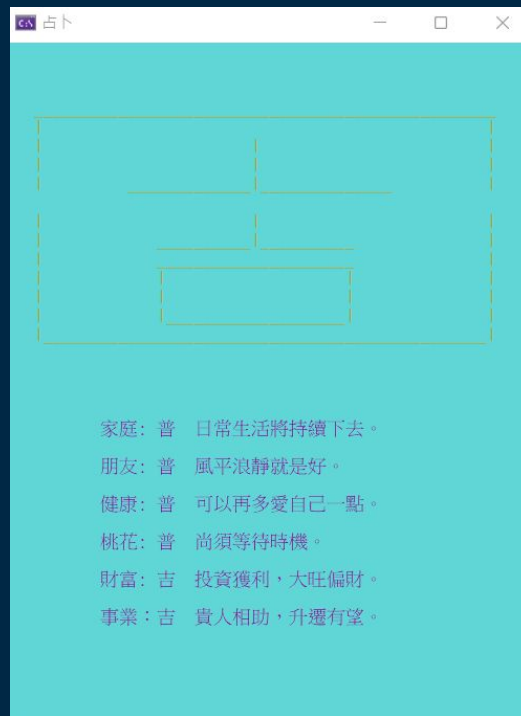 占卜
吉
家庭: 普 日常生活將持續下去。
朋友: 普 風平浪靜就是好。
健康: 普 可以再多愛自己一點。
桃花: 普 尚須等待時機。
財富: 吉 投資獲利，大旺偏財。
事業：吉 貴人相助，升遷有望。